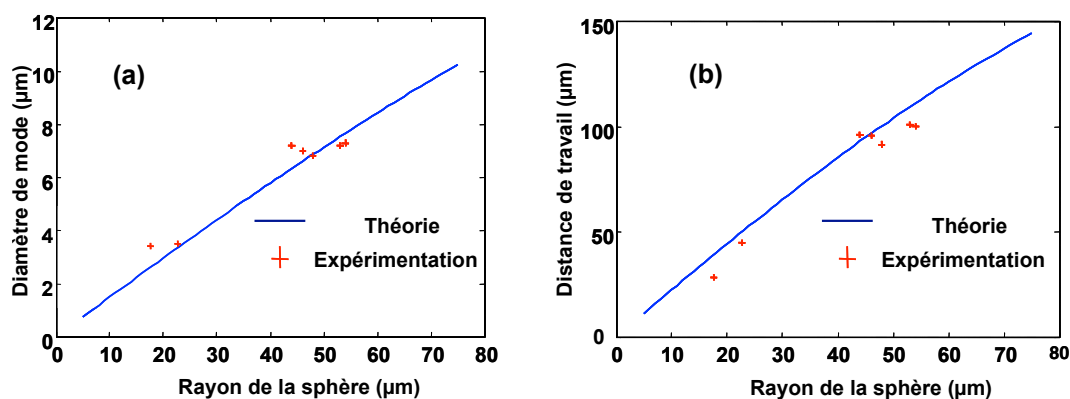 12
10
8
6
4
2
0
Diamètre de mode (µm)
(a)
Théorie
Expérimentation
0 10 20 30 40 50 60 70 80
Rayon de la sphère (µm)
150
100
50
0
Distance de travail (µm)
(b)
Théorie
Expérimentation
0 10 20 30 40 50 60 70 80
Rayon de la sphère (µm)